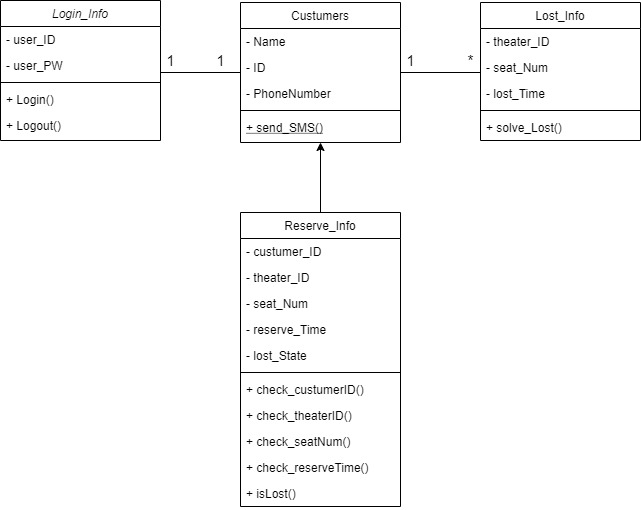 Login_Info
- user_ID
- user_PW
+ Login()
+ Logout()
1
1
Custumers
- Name
- ID
- PhoneNumber
+ send_SMS()
1
*
Lost_Info
- theater_ID
- seat_Num
- lost_Time
+ solve_Lost()
Reserve_Info
- custumer_ID
- theater_ID
- seat_Num
- reserve_Time
- lost_State
+ check_custumerID()
+ check_theaterID()
+ check_seatNum()
+ check_reserveTime()
+ isLost()